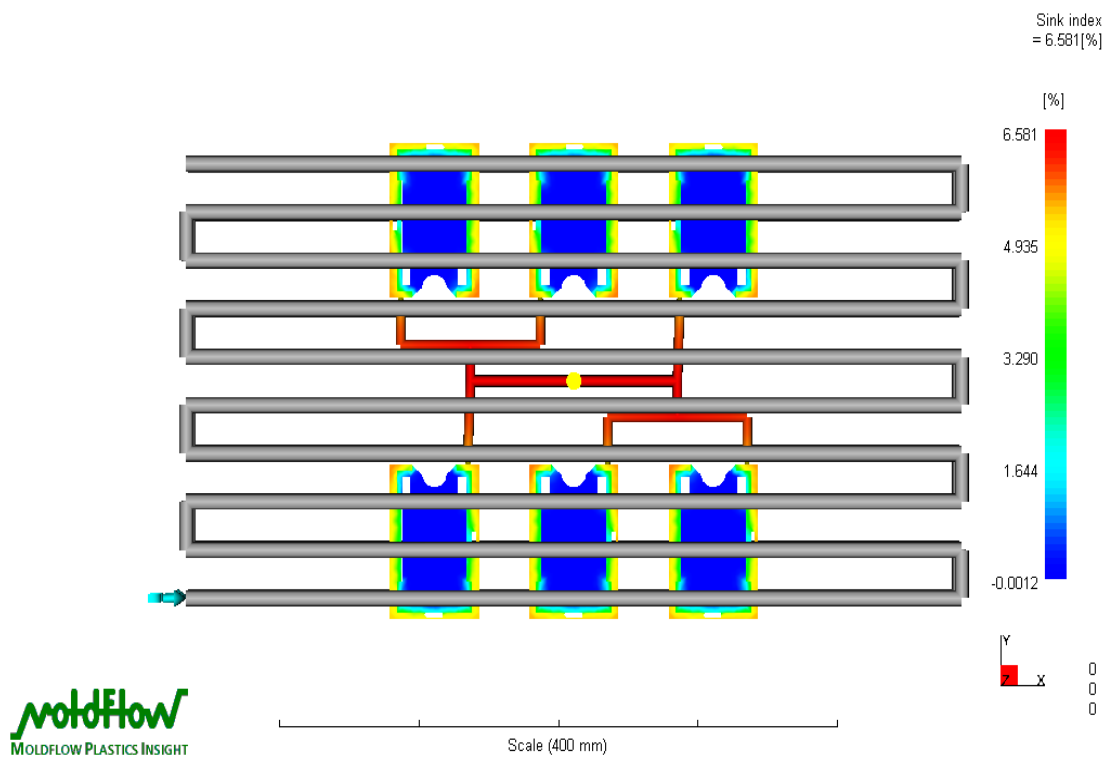 Sink index
= 6.581[%]
[%]
6.581
4.935
3.290
1.644
-0.0012
Y
Z X
0
0
0
moldflow
MOLDFLOW PLASTICS INSIGHT
Scale (400 mm)